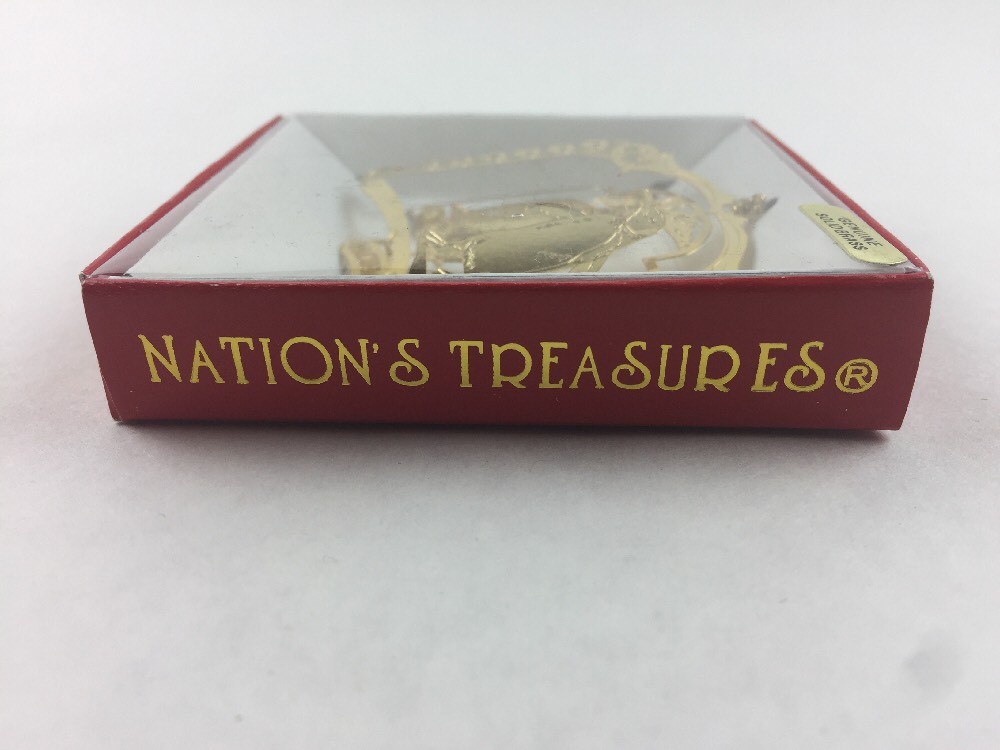 GENUINE
SOLID BRASS
NATION'S TREASURES®